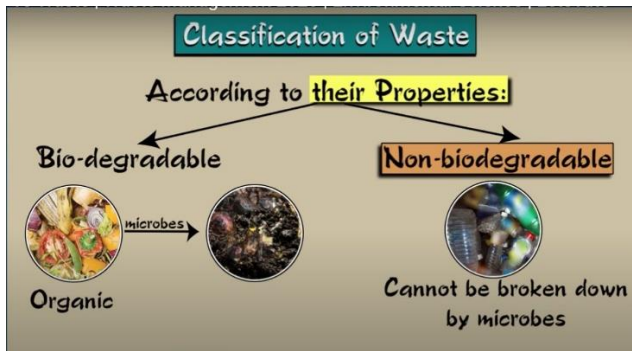 Classification of Waste
According to their Properties:
Bio-degradable
Non-biodegradable
microbes
Organic
Cannot be broken down
by microbes